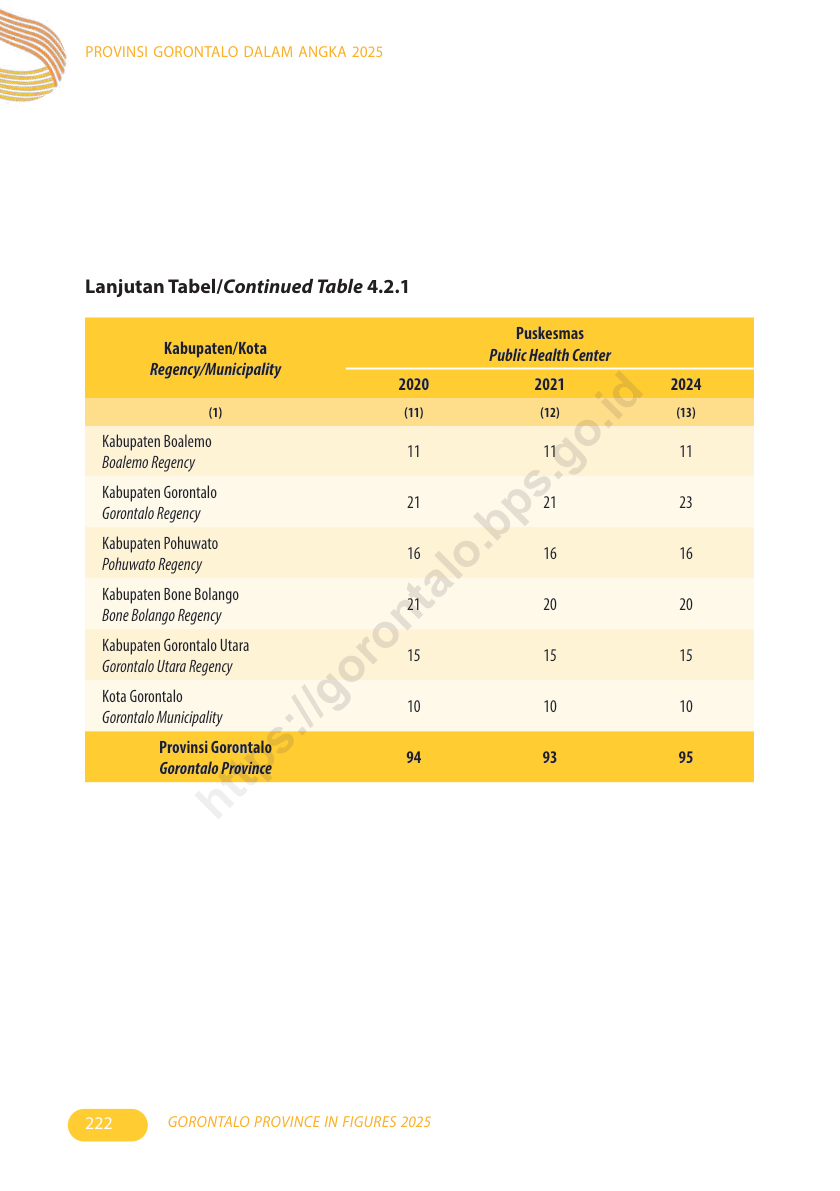 PROVINSI GORONTALO DALAM ANGKA 2025
Lanjutan Tabel/Continued Table 4.2.1
Kabupaten/Kota
Regency/Municipality
Puskesmas
Public Health Center
2020 2021 2024
(1) (11) (12) (13)
Kabupaten Boalemo
Boalemo Regency
11 11 11
Kabupaten Gorontalo
Gorontalo Regency
21 21 23
Kabupaten Pohuwato
Pohuwato Regency
16 16 16
Kabupaten Bone Bolango
Bone Bolango Regency
21 20 20
Kabupaten Gorontalo Utara
Gorontalo Utara Regency
15 15 15
Kota Gorontalo
Gorontalo Municipality
10 10 10
Provinsi Gorontalo
Gorontalo Province
94 93 95
https://gorontalo.bps.go.id
222 GORONTALO PROVINCE IN FIGURES 2025